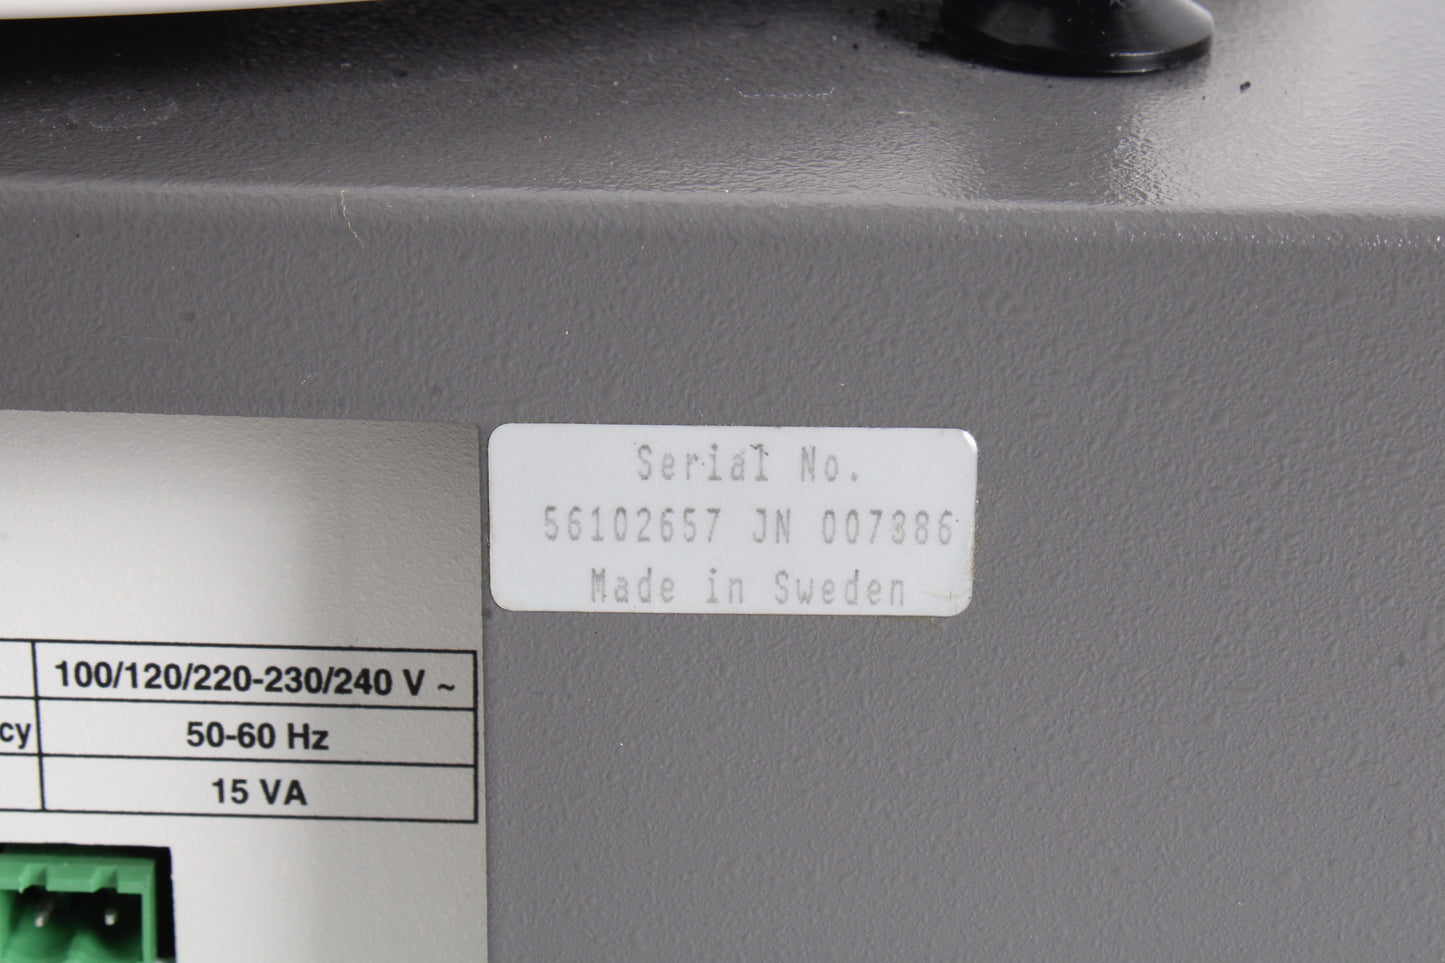 Serial No.
56102657 JN 007386
Made in Sweden
100/120/220-230/240 V ~
cy 50-60 Hz
15 VA